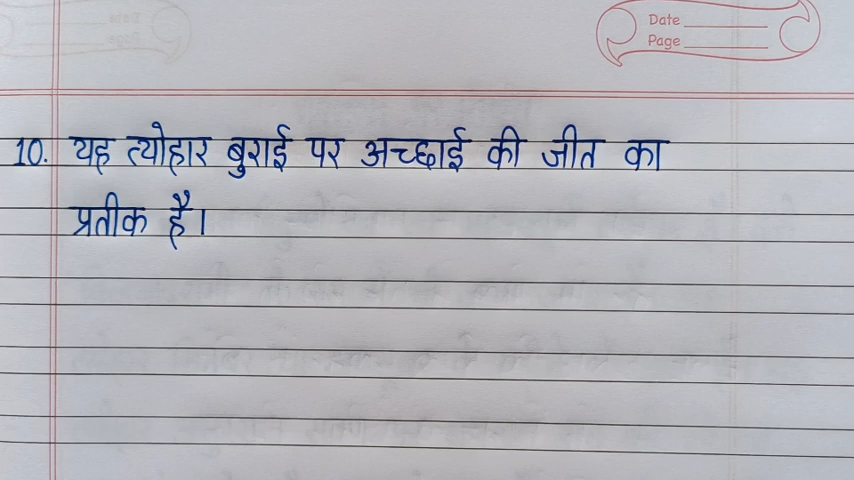 Date
Page
10. यह त्योहार बुराई पर अच्छाई की जीत का
प्रतीक है।